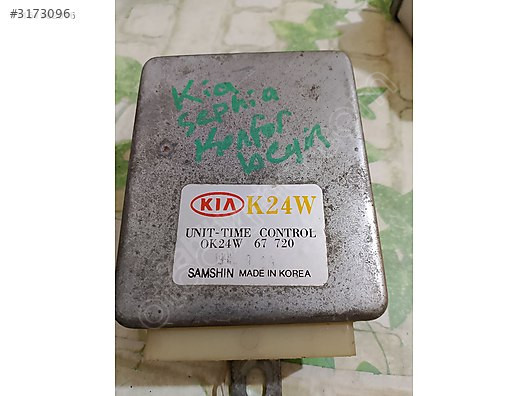 #3173096
Kia
sephia
Konfor
beyin
KIA K24W
UNIT-TIME CONTROL
OK24W 67 720
SAMSHIN MADE IN KOREA